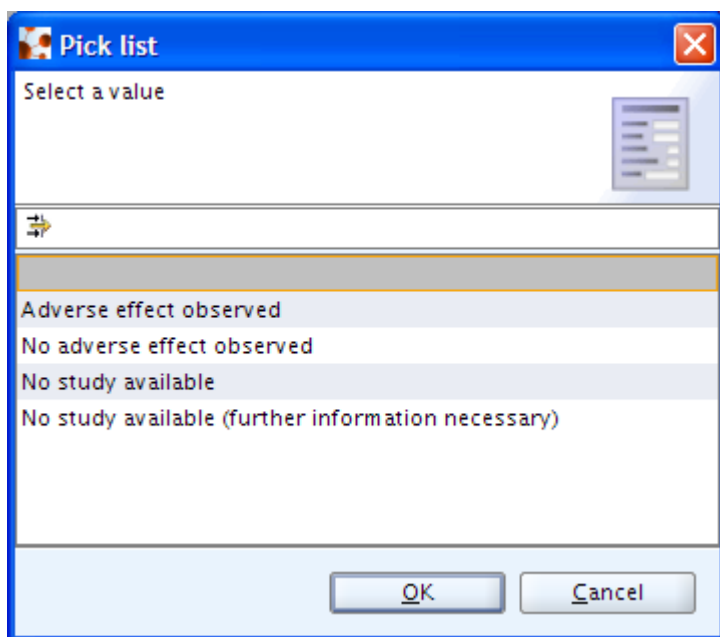 Pick list
Select a value
Adverse effect observed
No adverse effect observed
No study available
No study available (further information necessary)
OK
Cancel